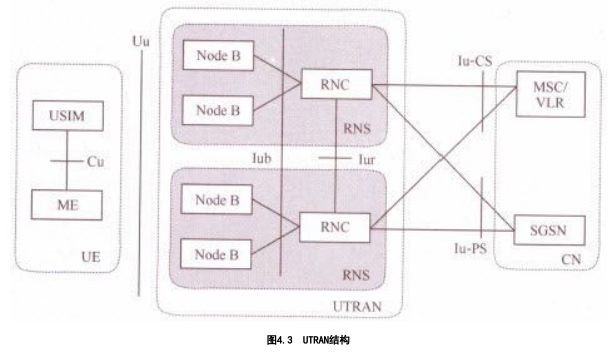 Uu
Node B
Node B
RNC
RNS
Iub
Iur
Node B
Node B
RNC
RNS
UTRAN
USIM
Cu
ME
UE
Iu-CS
MSC/
VLR
Iu-PS
SGSN
CN
图4.3 UTRAN结构